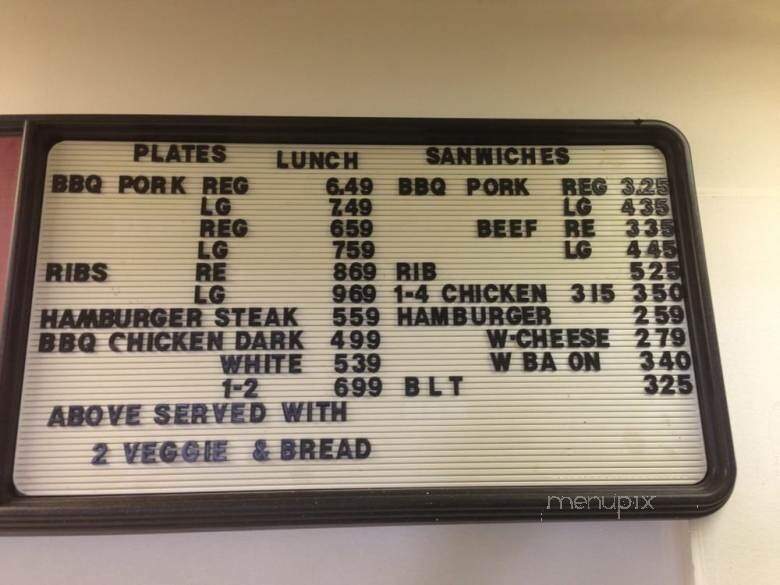 PLATES LUNCH SANWICHES
BBQ PORK REG 6.49 BBQ PORK REG 3.25
LG 7.49 LG 435
REG 659 BEEF RE 335
LG 759 LG 445
RIBS RE 869 RIB 525
LG 969 1-4 CHICKEN 315 350
HAMBURGER STEAK 559 HAMBURGER 259
BBQ CHICKEN DARK 499 W-CHEESE 279
WHITE 539 W BA ON 340
1-2 699 BLT 325
ABOVE SERVED WITH
2 VEGGIE & BREAD
menupix